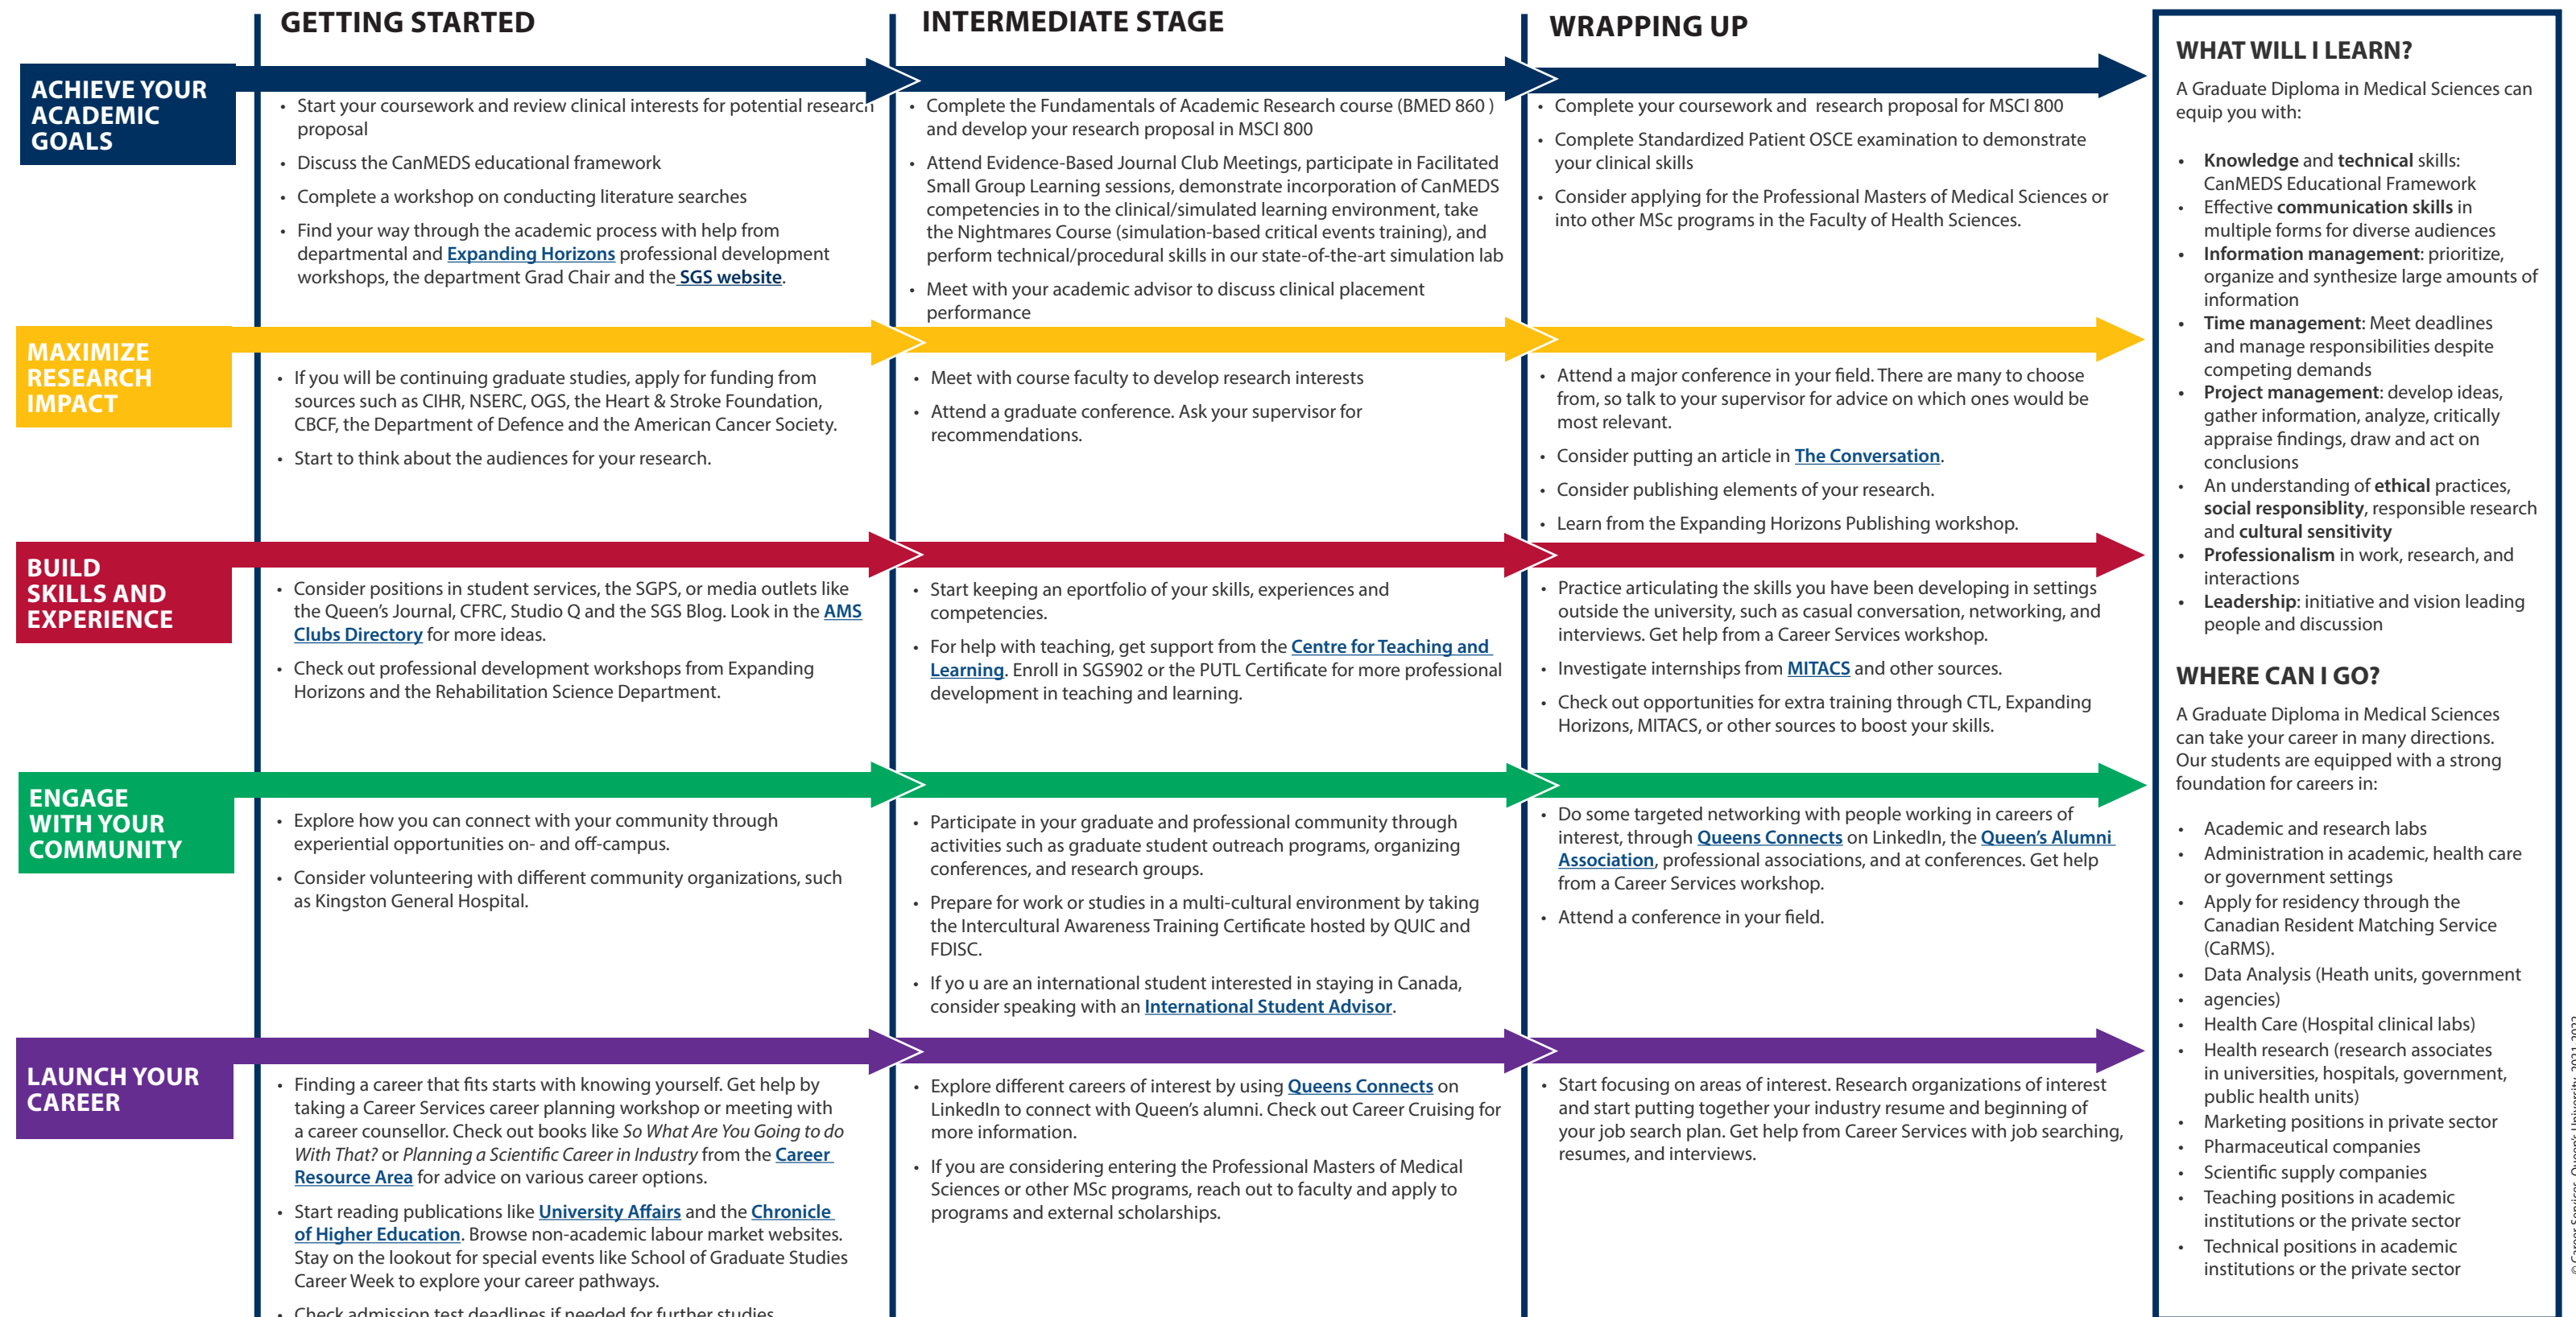 GETTING STARTED
INTERMEDIATE STAGE
WRAPPING UP
ACHIEVE YOUR
ACADEMIC
GOALS
• Start your coursework and review clinical interests for potential research
proposal
• Discuss the CanMEDS educational framework
• Complete a workshop on conducting literature searches
• Find your way through the academic process with help from
departmental and Expanding Horizons professional development
workshops, the department Grad Chair and the SGS website.
• Complete the Fundamentals of Academic Research course (BMED 860 )
and develop your research proposal in MSCI 800
• Attend Evidence-Based Journal Club Meetings, participate in Facilitated
Small Group Learning sessions, demonstrate incorporation of CanMEDS
competencies in to the clinical/simulated learning environment, take
the Nightmares Course (simulation-based critical events training), and
perform technical/procedural skills in our state-of-the-art simulation lab
• Meet with your academic advisor to discuss clinical placement
performance
• Complete your coursework and research proposal for MSCI 800
• Complete Standardized Patient OSCE examination to demonstrate
your clinical skills
• Consider applying for the Professional Masters of Medical Sciences or
into other MSc programs in the Faculty of Health Sciences.
MAXIMIZE
RESEARCH
IMPACT
• If you will be continuing graduate studies, apply for funding from
sources such as CIHR, NSERC, OGS, the Heart & Stroke Foundation,
CBCF, the Department of Defence and the American Cancer Society.
• Start to think about the audiences for your research.
• Meet with course faculty to develop research interests
• Attend a graduate conference. Ask your supervisor for
recommendations.
• Attend a major conference in your field. There are many to choose
from, so talk to your supervisor for advice on which ones would be
most relevant.
• Consider putting an article in The Conversation.
• Consider publishing elements of your research.
• Learn from the Expanding Horizons Publishing workshop.
BUILD
SKILLS AND
EXPERIENCE
• Consider positions in student services, the SGPS, or media outlets like
the Queen's Journal, CFRC, Studio Q and the SGS Blog. Look in the AMS
Clubs Directory for more ideas.
• Check out professional development workshops from Expanding
Horizons and the Rehabilitation Science Department.
• Start keeping an eportfolio of your skills, experiences and
competencies.
• For help with teaching, get support from the Centre for Teaching and
Learning. Enroll in SGS902 or the PUTL Certificate for more professional
development in teaching and learning.
• Practice articulating the skills you have been developing in settings
outside the university, such as casual conversation, networking, and
interviews. Get help from a Career Services workshop.
• Investigate internships from MITACS and other sources.
• Check out opportunities for extra training through CTL, Expanding
Horizons, MITACS, or other sources to boost your skills.
ENGAGE
WITH YOUR
COMMUNITY
• Explore how you can connect with your community through
experiential opportunities on- and off-campus.
• Consider volunteering with different community organizations, such
as Kingston General Hospital.
• Participate in your graduate and professional community through
activities such as graduate student outreach programs, organizing
conferences, and research groups.
• Prepare for work or studies in a multi-cultural environment by taking
the Intercultural Awareness Training Certificate hosted by QUIC and
FDISC.
• If yo u are an international student interested in staying in Canada,
consider speaking with an International Student Advisor.
• Do some targeted networking with people working in careers of
interest, through Queens Connects on LinkedIn, the Queen's Alumni
Association, professional associations, and at conferences. Get help
from a Career Services workshop.
• Attend a conference in your field.
LAUNCH YOUR
CAREER
• Finding a career that fits starts with knowing yourself. Get help by
taking a Career Services career planning workshop or meeting with
a career counsellor. Check out books like So What Are You Going to do
With That? or Planning a Scientific Career in Industry from the Career
Resource Area for advice on various career options.
• Start reading publications like University Affairs and the Chronicle
of Higher Education. Browse non-academic labour market websites.
Stay on the lookout for special events like School of Graduate Studies
Career Week to explore your career pathways.
• Check admission test deadlines if needed for further studies
• Explore different careers of interest by using Queens Connects on
LinkedIn to connect with Queen's alumni. Check out Career Cruising for
more information.
• If you are considering entering the Professional Masters of Medical
Sciences or other MSc programs, reach out to faculty and apply to
programs and external scholarships.
• Start focusing on areas of interest. Research organizations of interest
and start putting together your industry resume and beginning of
your job search plan. Get help from Career Services with job searching,
resumes, and interviews.
WHAT WILL I LEARN?
A Graduate Diploma in Medical Sciences can
equip you with:
• Knowledge and technical skills:
CanMEDS Educational Framework
• Effective communication skills in
multiple forms for diverse audiences
• Information management: prioritize,
organize and synthesize large amounts of
information
• Time management: Meet deadlines
and manage responsibilities despite
competing demands
• Project management: develop ideas,
gather information, analyze, critically
appraise findings, draw and act on
conclusions
• An understanding of ethical practices,
social responsiblity, responsible research
and cultural sensitivity
• Professionalism in work, research, and
interactions
• Leadership: initiative and vision leading
people and discussion
WHERE CAN I GO?
A Graduate Diploma in Medical Sciences
can take your career in many directions.
Our students are equipped with a strong
foundation for careers in:
• Academic and research labs
• Administration in academic, health care
or government settings
• Apply for residency through the
Canadian Resident Matching Service
(CaRMS).
• Data Analysis (Heath units, government
• agencies)
• Health Care (Hospital clinical labs)
• Health research (research associates
in universities, hospitals, government,
public health units)
• Marketing positions in private sector
• Pharmaceutical companies
• Scientific supply companies
• Teaching positions in academic
institutions or the private sector
• Technical positions in academic
institutions or the private sector
© Career Services, Queen's University, 2021-2022